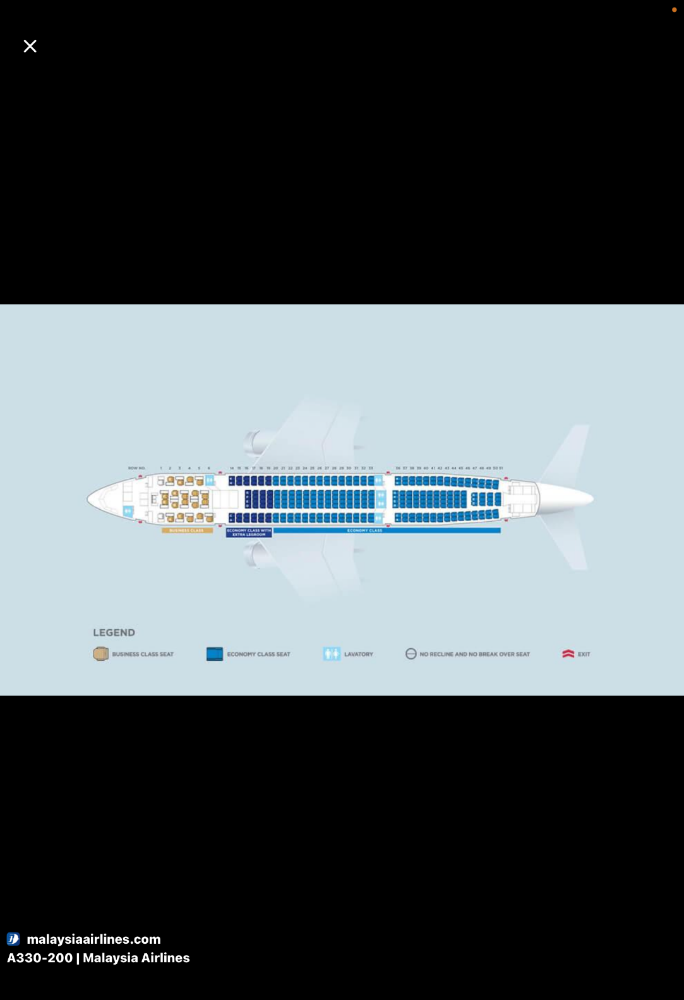 ROW NO. 1 2 3 4 5 6 14 15 16 17 18 19 20 21 22 23 24 25 26 27 28 29 30 31 32 33 36 37 38 39 40 41 42 43 44 45 46 47 48 49 50 51
BUSINESS CLASS
ECONOMY CLASS WITH
EXTRA LEGROOM
ECONOMY CLASS
LEGEND
BUSINESS CLASS SEAT
ECONOMY CLASS SEAT
LAVATORY
NO RECLINE AND NO BREAK OVER SEAT
EXIT
malaysiaairlines.com
A330-200 | Malaysia Airlines